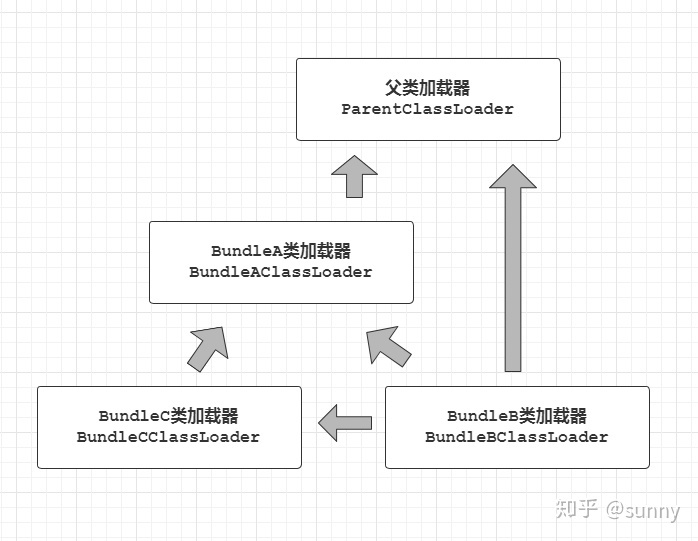 父类加载器
ParentClassLoader
BundleA类加载器
BundleAClassLoader
BundleC类加载器
BundleCClassLoader
BundleB类加载器
BundleBClassLoader
知乎 @sunny